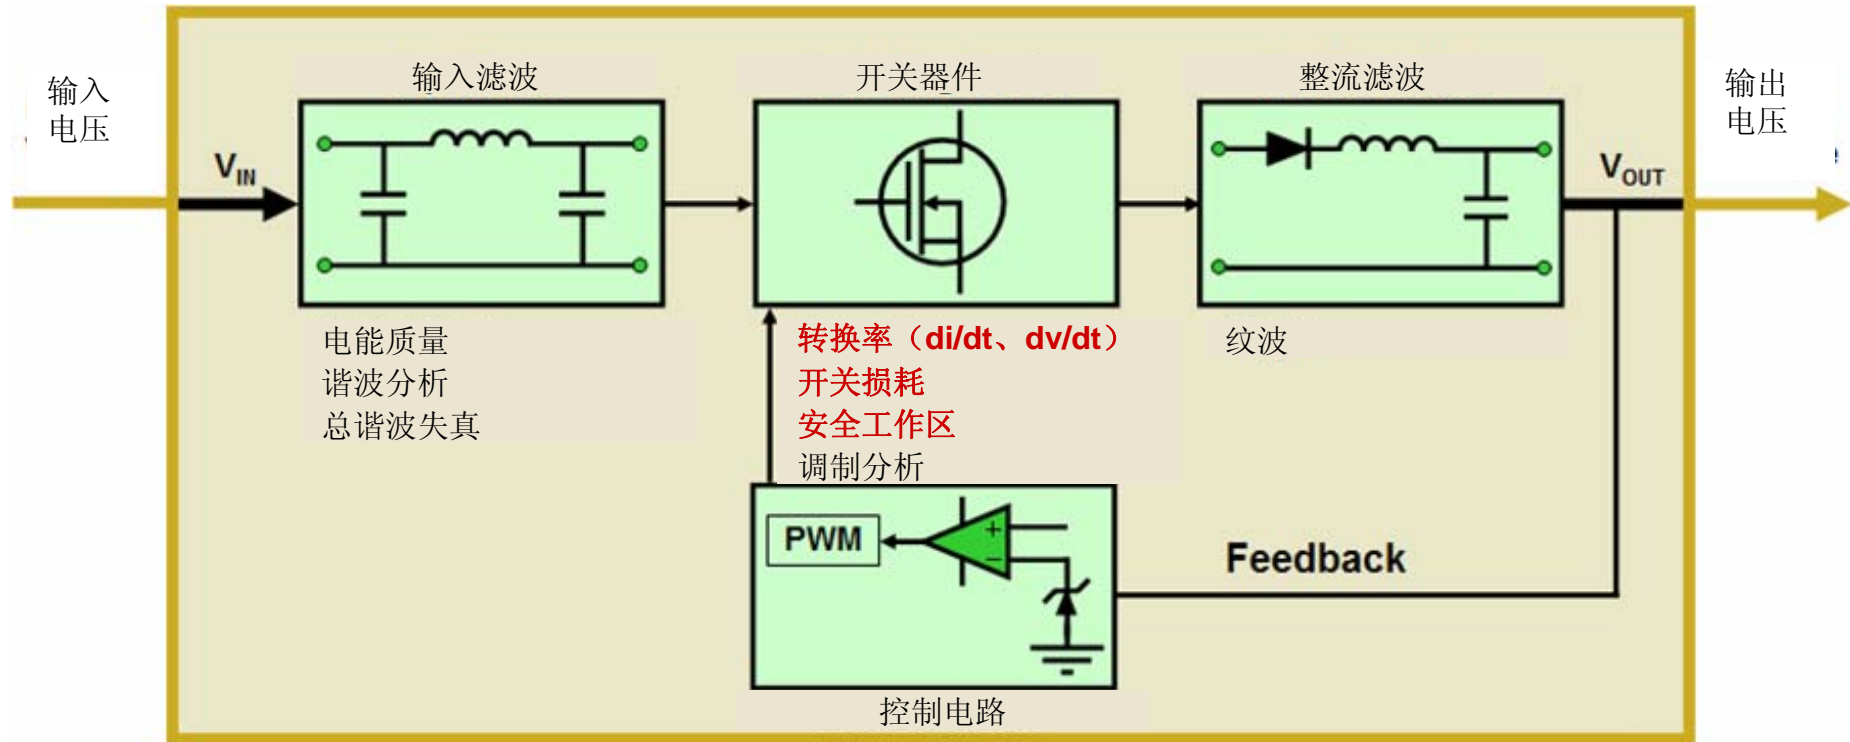 输入滤波
开关器件
整流滤波
输入
电压
输出
电压
V_IN
V_OUT
电能质量
谐波分析
总谐波失真
转换率（di/dt、dv/dt）
开关损耗
安全工作区
调制分析
纹波
PWM
+
−
Feedback
控制电路